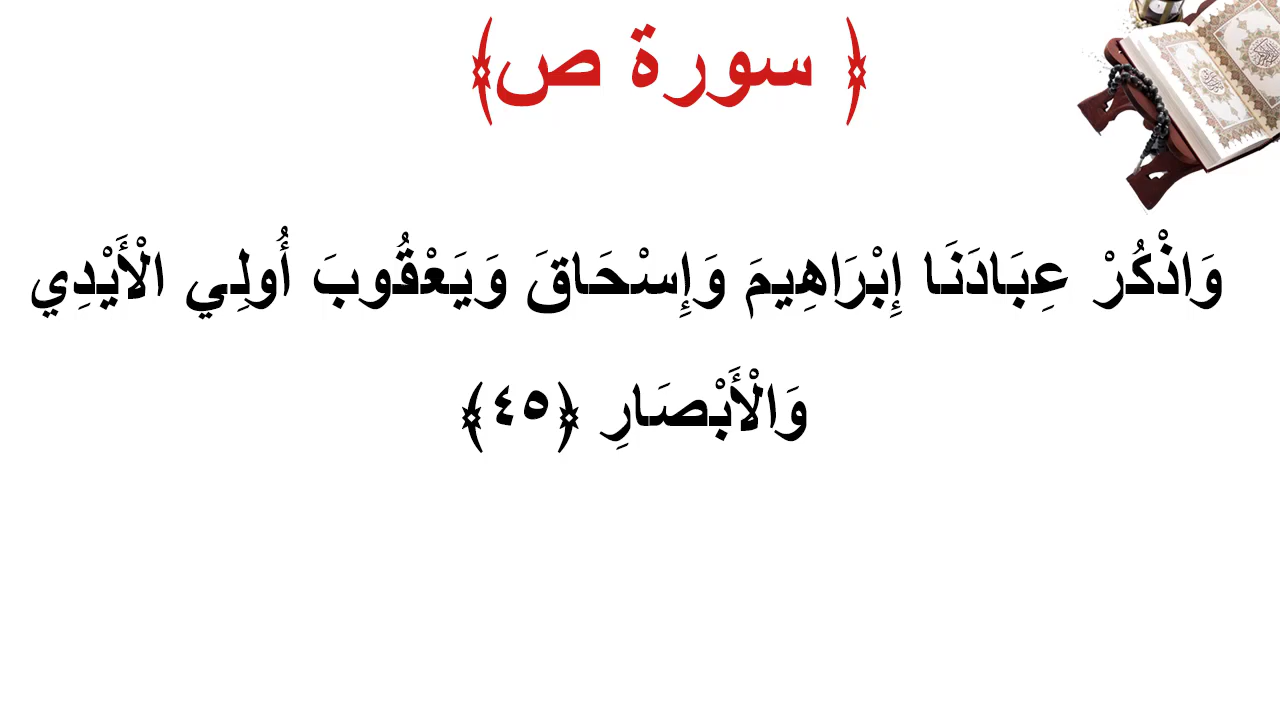 ﴿ سورة ص﴾
وَاذْكُرْ عِبَادَنَا إِبْرَاهِيمَ وَإِسْحَاقَ وَيَعْقُوبَ أُولِي الْأَيْدِي
وَالْأَبْصَارِ ﴿٤٥﴾